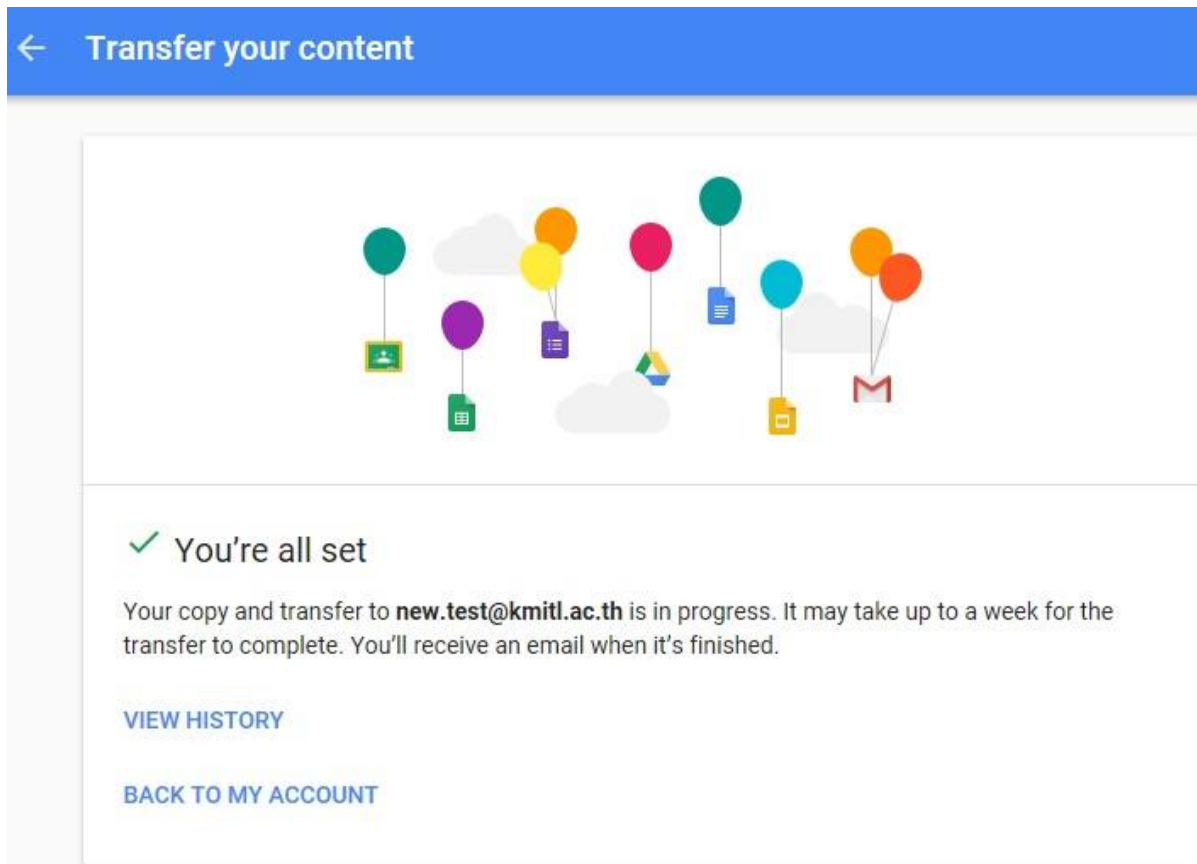 Transfer your content
You're all set
Your copy and transfer to new.test@kmitl.ac.th is in progress. It may take up to a week for the
transfer to complete. You'll receive an email when it's finished.
VIEW HISTORY
BACK TO MY ACCOUNT